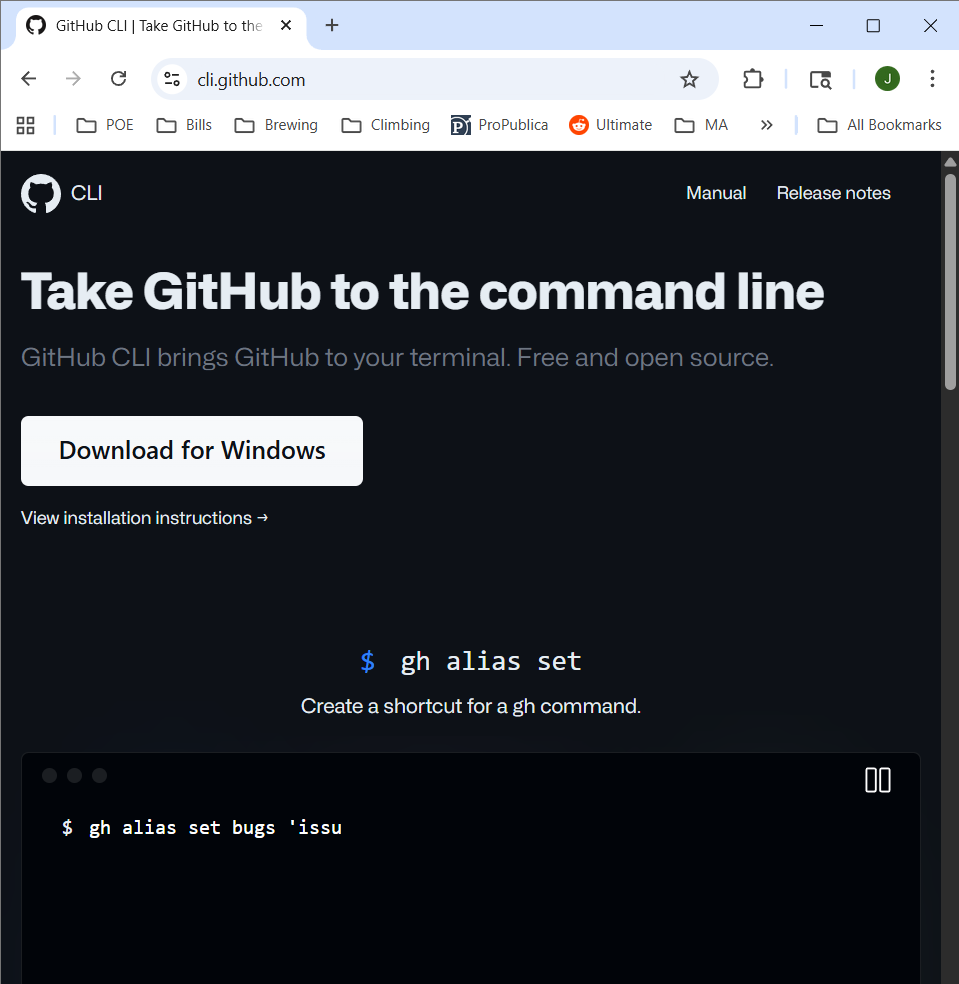 GitHub CLI | Take GitHub to the
cli.github.com
J
POE Bills Brewing Climbing ProPublica Ultimate MA All Bookmarks
CLI Manual Release notes
Take GitHub to the command line
GitHub CLI brings GitHub to your terminal. Free and open source.
Download for Windows
View installation instructions →
$ gh alias set
Create a shortcut for a gh command.
$ gh alias set bugs 'issu